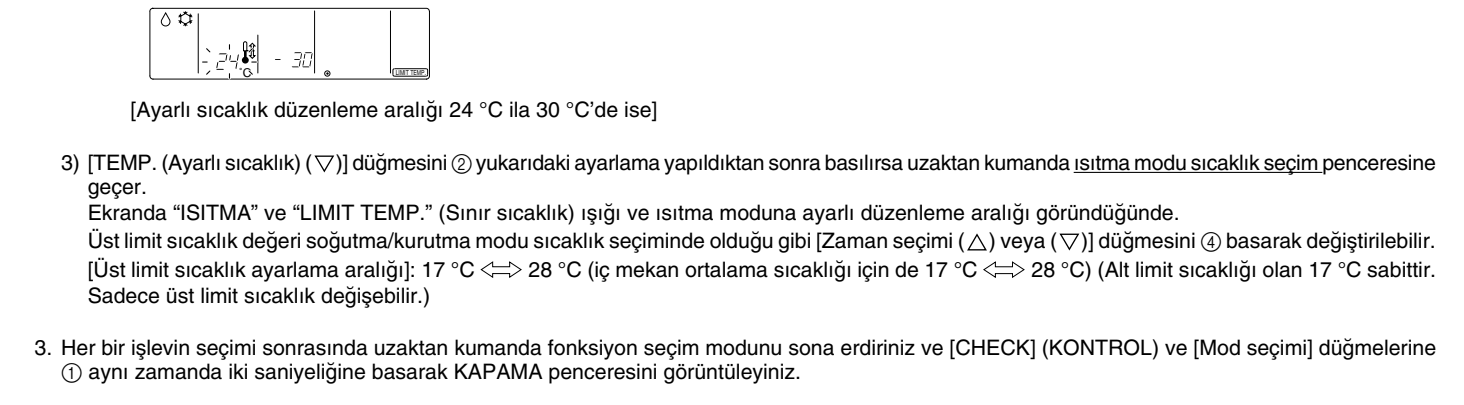 24 - 30
LIMIT TEMP.
[Ayarlı sıcaklık düzenleme aralığı 24 °C ila 30 °C’de ise]
3) [TEMP. (Ayarlı sıcaklık) (▽)] düğmesini ② yukarıdaki ayarlama yapıldıktan sonra basılırsa uzaktan kumanda ısıtma modu sıcaklık seçim penceresine
geçer.
Ekranda “ISITMA” ve “LIMIT TEMP.” (Sınır sıcaklık) ışığı ve ısıtma moduna ayarlı düzenleme aralığı göründüğünde.
Üst limit sıcaklık değeri soğutma/kurutma modu sıcaklık seçiminde olduğu gibi [Zaman seçimi (△) veya (▽)] düğmesini ④ basarak değiştirilebilir.
[Üst limit sıcaklık ayarlama aralığı]: 17 °C ⇔ 28 °C (iç mekan ortalama sıcaklığı için de 17 °C ⇔ 28 °C) (Alt limit sıcaklığı olan 17 °C sabittir.
Sadece üst limit sıcaklık değişebilir.)
3. Her bir işlevin seçimi sonrasında uzaktan kumanda fonksiyon seçim modunu sona erdiriniz ve [CHECK] (KONTROL) ve [Mod seçimi] düğmelerine
① aynı zamanda iki saniyeliğine basarak KAPAMA penceresini görüntüleyiniz.